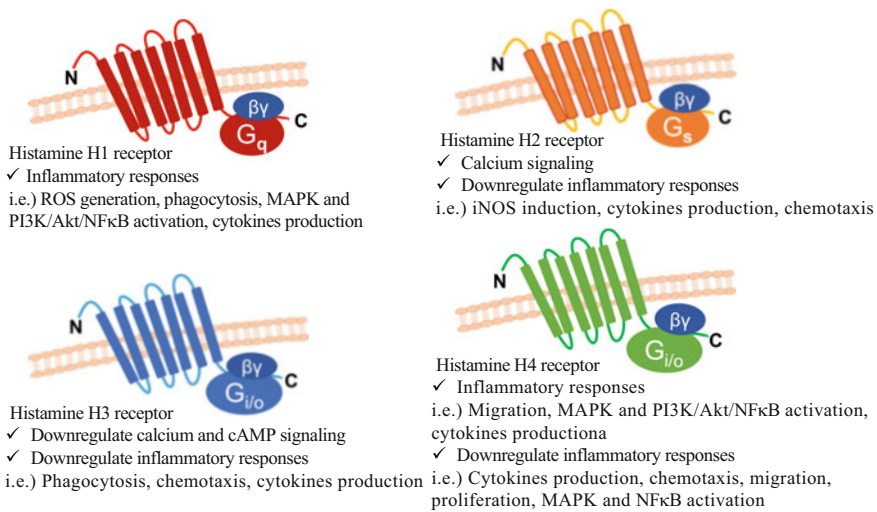 N
βγ
Gq
C
Histamine H1 receptor
✓ Inflammatory responses
i.e.) ROS generation, phagocytosis, MAPK and
PI3K/Akt/NFκB activation, cytokines production
N
βγ
Gs
C
Histamine H2 receptor
✓ Calcium signaling
✓ Downregulate inflammatory responses
i.e.) iNOS induction, cytokines production, chemotaxis
N
βγ
Gi/o
C
Histamine H3 receptor
✓ Downregulate calcium and cAMP signaling
✓ Downregulate inflammatory responses
i.e.) Phagocytosis, chemotaxis, cytokines production
N
βγ
Gi/o
C
Histamine H4 receptor
✓ Inflammatory responses
i.e.) Migration, MAPK and PI3K/Akt/NFκB activation,
cytokines productiona
✓ Downregulate inflammatory responses
i.e.) Cytokines production, chemotaxis, migration,
proliferation, MAPK and NFκB activation